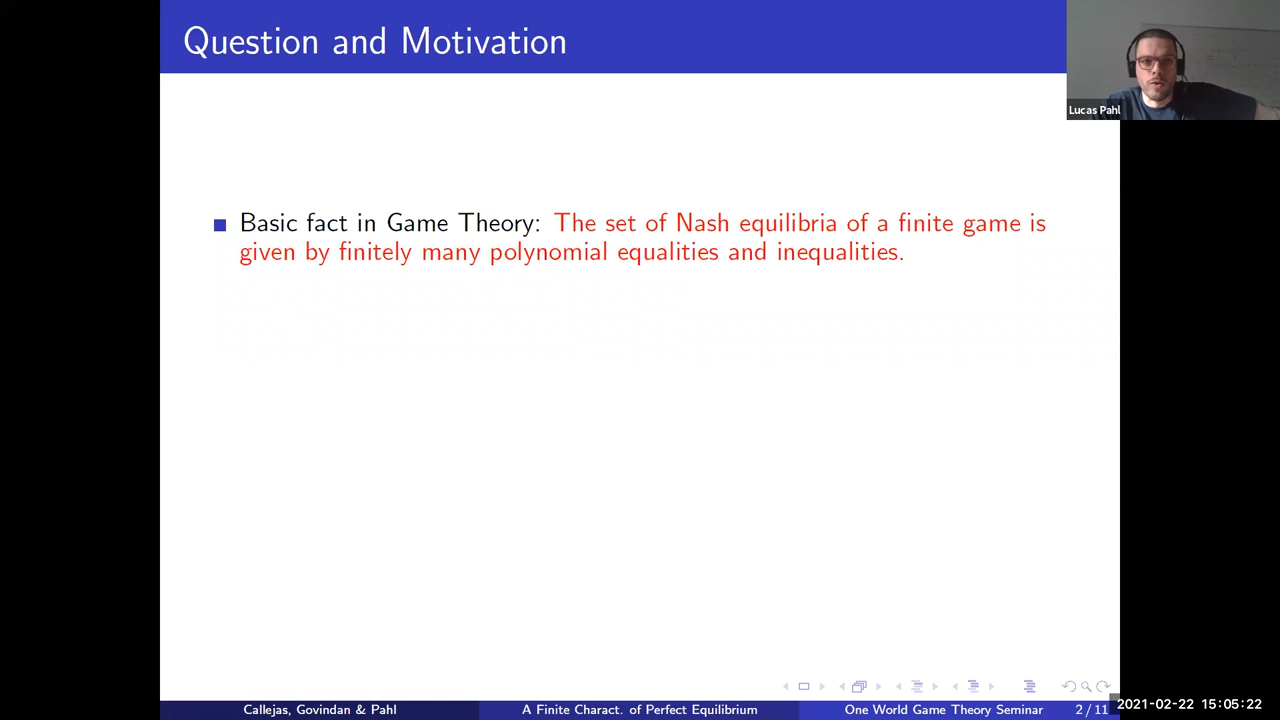 Question and Motivation
Lucas Pahl
Basic fact in Game Theory: The set of Nash equilibria of a finite game is
given by finitely many polynomial equalities and inequalities.
Callejas, Govindan & Pahl
A Finite Charact. of Perfect Equilibrium
One World Game Theory Seminar
2 / 11
2021-02-22 15:05:22